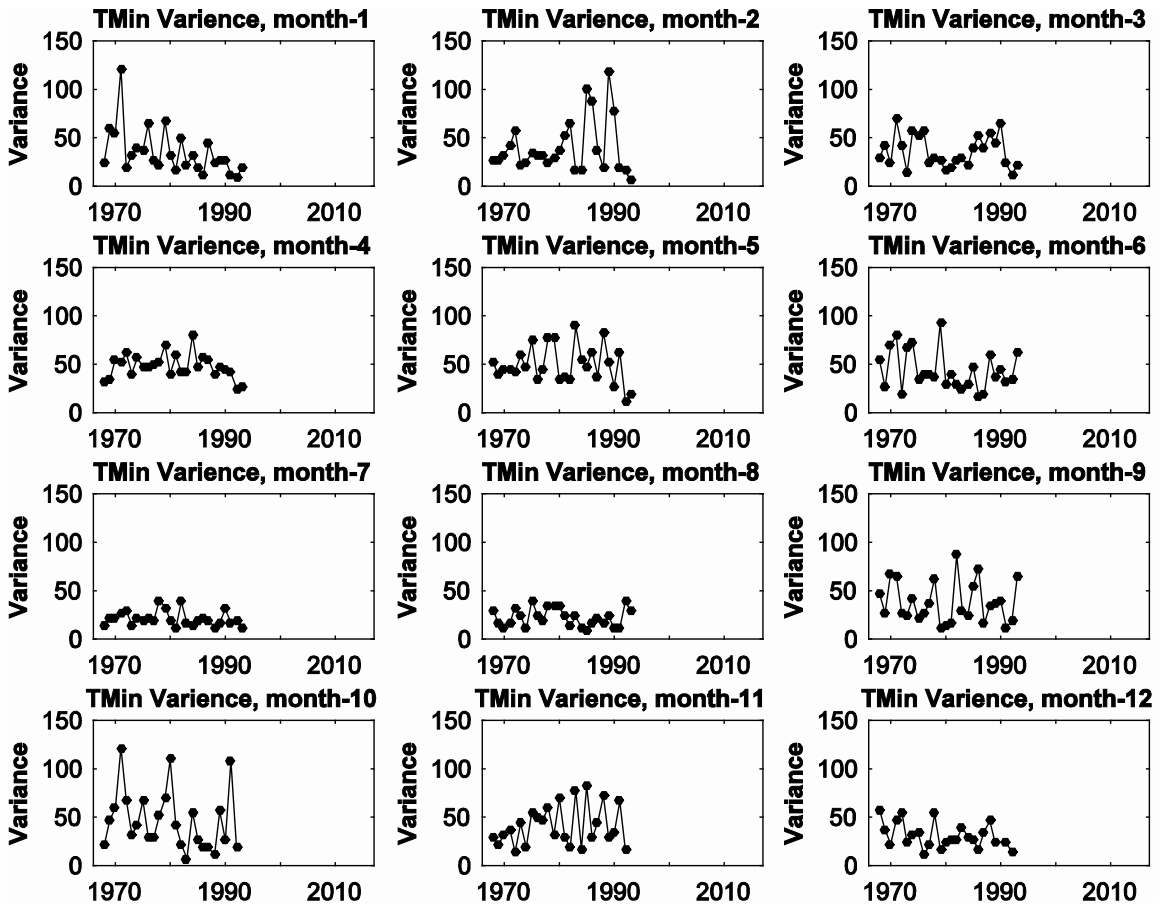 TMin Varience, month-1
150
100
50
0
Variance
1970 1990 2010
TMin Varience, month-2
150
100
50
0
Variance
1970 1990 2010
TMin Varience, month-3
150
100
50
0
Variance
1970 1990 2010
TMin Varience, month-4
150
100
50
0
Variance
1970 1990 2010
TMin Varience, month-5
150
100
50
0
Variance
1970 1990 2010
TMin Varience, month-6
150
100
50
0
Variance
1970 1990 2010
TMin Varience, month-7
150
100
50
0
Variance
1970 1990 2010
TMin Varience, month-8
150
100
50
0
Variance
1970 1990 2010
TMin Varience, month-9
150
100
50
0
Variance
1970 1990 2010
TMin Varience, month-10
150
100
50
0
Variance
1970 1990 2010
TMin Varience, month-11
150
100
50
0
Variance
1970 1990 2010
TMin Varience, month-12
150
100
50
0
Variance
1970 1990 2010